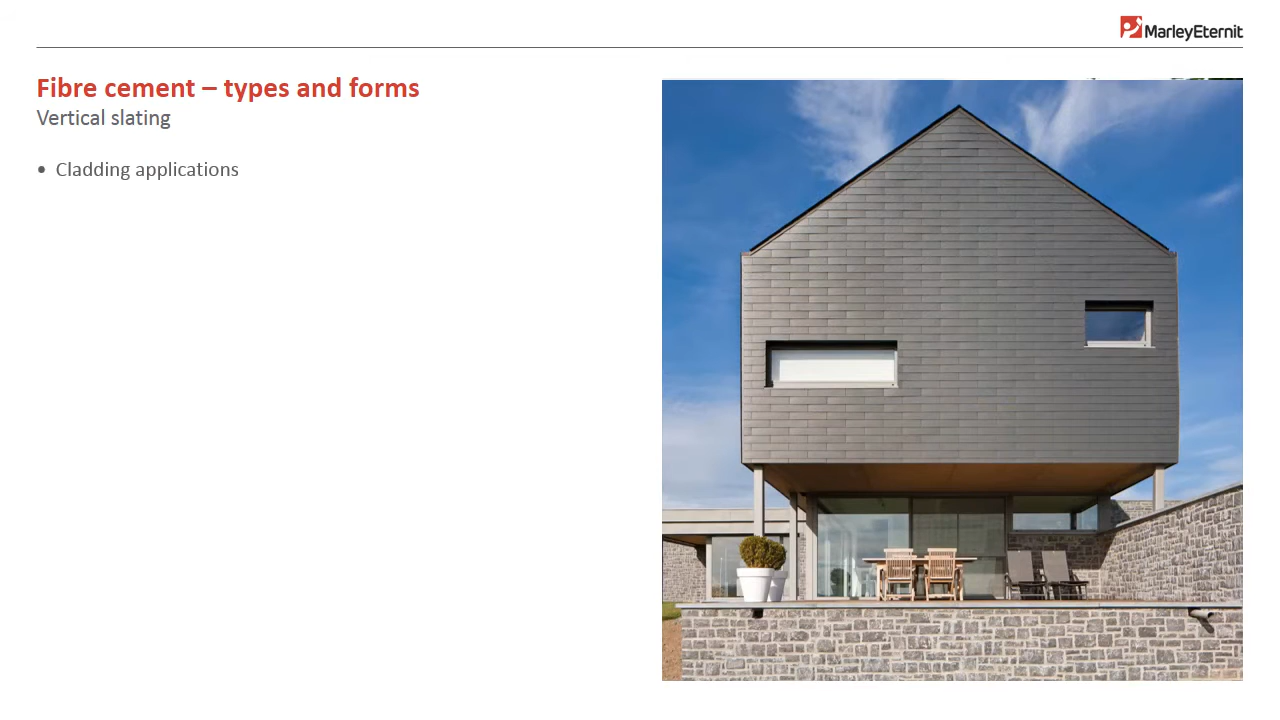 MarleyEternit
Fibre cement – types and forms
Vertical slating
• Cladding applications